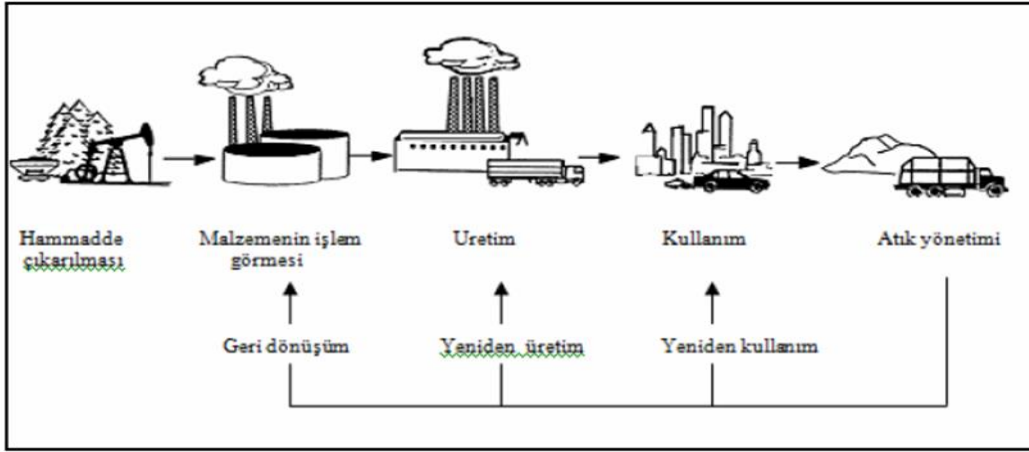 Hammadde
çıkarılması
Malzemenin işlem
görmesi
Uretim
Kullanım
Atık yönetimi
Geri dönüşüm
Yeniden üretim
Yeniden kullanım